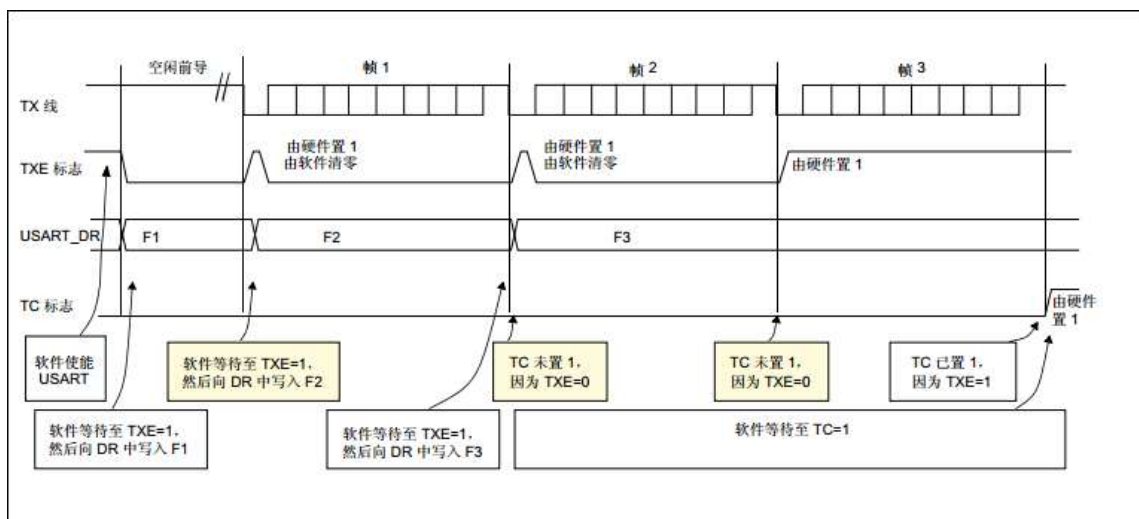 空闲前导
帧 1
帧 2
帧 3
TX 线
TXE 标志
由硬件置 1
由软件清零
由硬件置 1
由软件清零
由硬件置 1
USART_DR
F1
F2
F3
TC 标志
由硬件
置 1
软件使能
USART
软件等待至 TXE=1,
然后向 DR 中写入 F2
TC 未置 1,
因为 TXE=0
TC 未置 1,
因为 TXE=0
TC 已置 1,
因为 TXE=1
软件等待至 TXE=1,
然后向 DR 中写入 F1
软件等待至 TXE=1,
然后向 DR 中写入 F3
软件等待至 TC=1